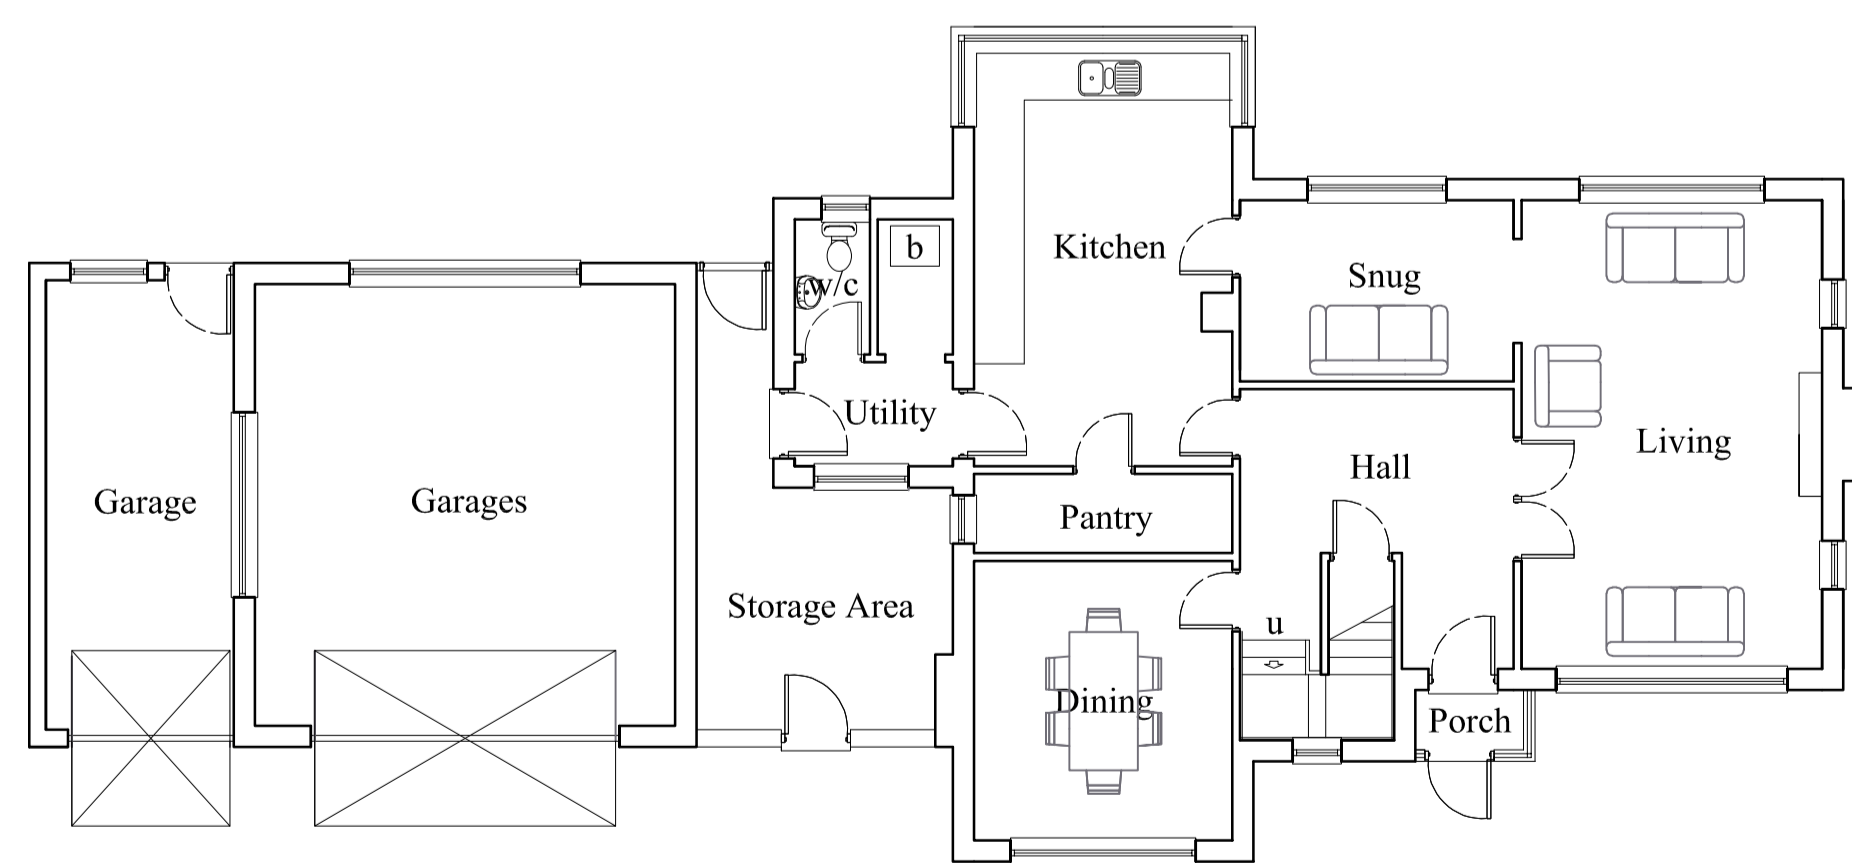 b
Kitchen
w/c
Snug
Utility
Living
Hall
Garage
Garages
Pantry
Storage Area
u
Dining
Porch